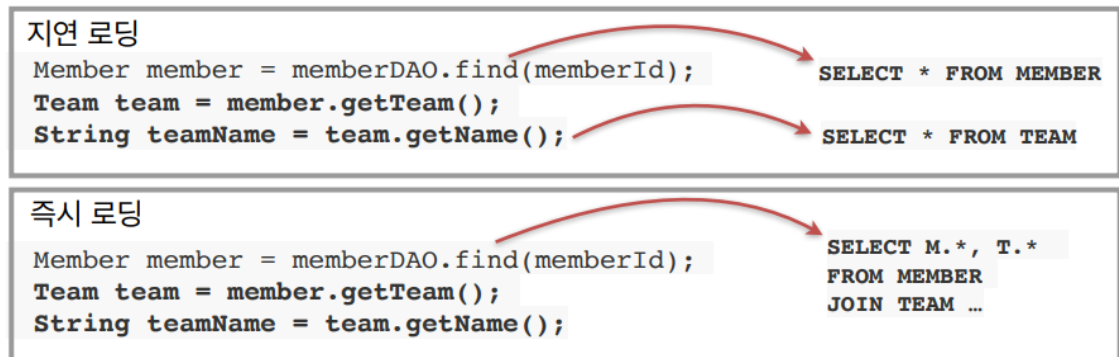 지연 로딩
Member member = memberDAO.find(memberId);
SELECT * FROM MEMBER
Team team = member.getTeam();
String teamName = team.getName();
SELECT * FROM TEAM
즉시 로딩
Member member = memberDAO.find(memberId);
Team team = member.getTeam();
String teamName = team.getName();
SELECT M.*, T.*
FROM MEMBER
JOIN TEAM …